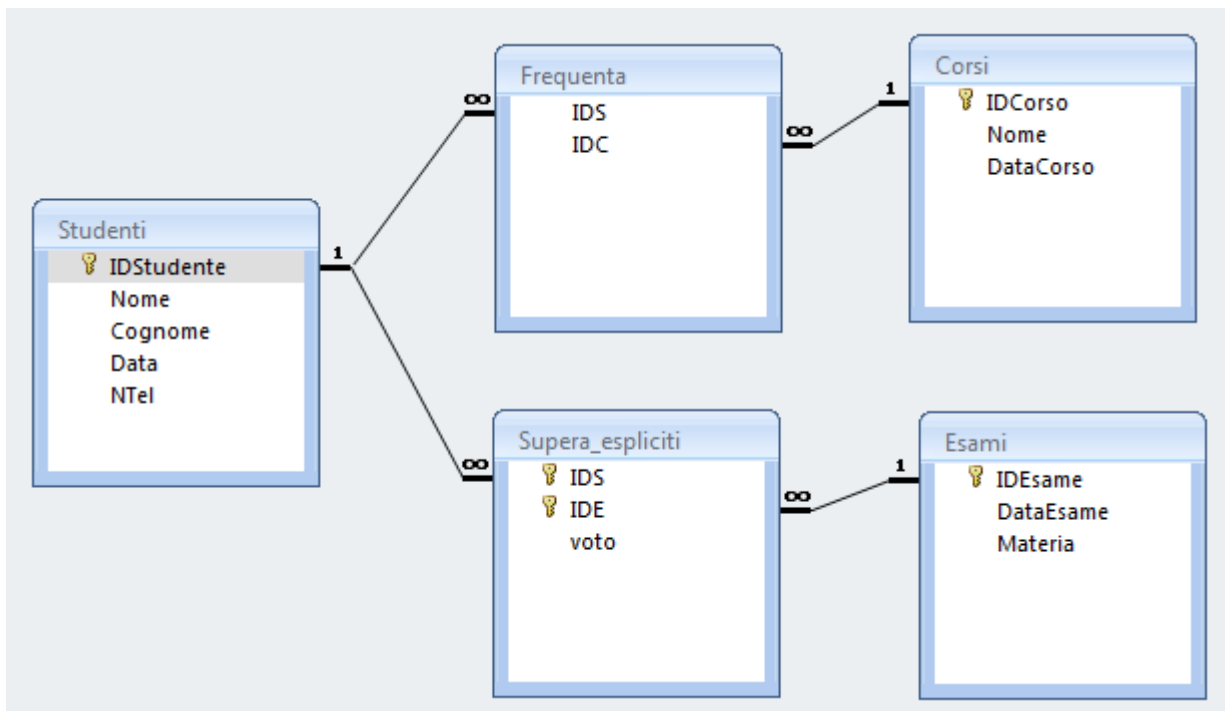 Studenti
IDStudente
Nome
Cognome
Data
NTel
1
∞
∞
Frequenta
IDS
IDC
∞
1
Corsi
IDCorso
Nome
DataCorso
Supera_espliciti
IDS
IDE
voto
∞
1
Esami
IDEsame
DataEsame
Materia